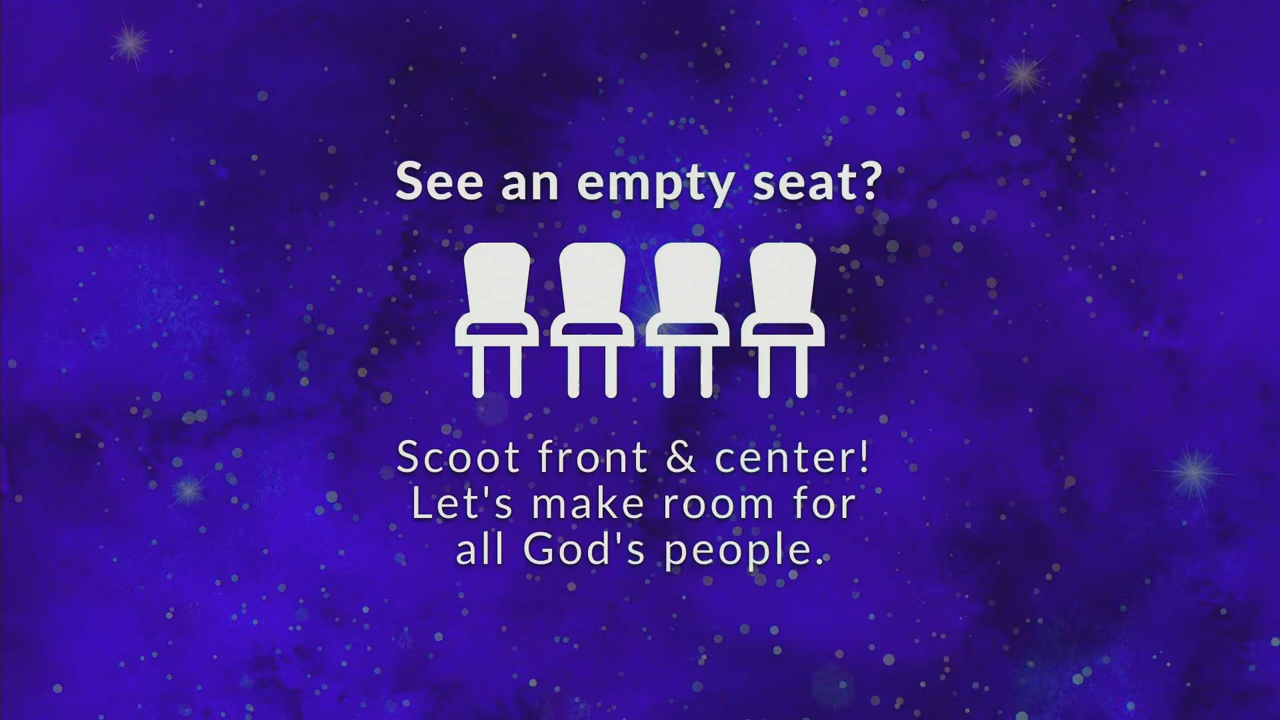 See an empty seat?
Scoot front & center!
Let's make room for
all God's people.